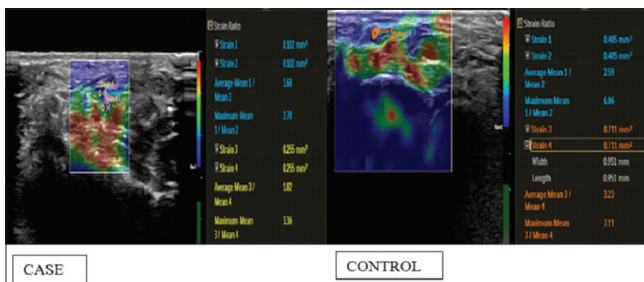 Strain Ratio
Strain 1 0.102 mm²
Strain 2 0.102 mm²
Average Mean 1 / 1.60
Mean 2
Maximum Mean 2.78
1 / Mean 2
Strain 3 0.255 mm²
Strain 4 0.255 mm²
Average Mean 3 / 1.82
Mean 4
Maximum Mean 3.36
3 / Mean 4
CASE
Strain Ratio
Strain 1 0.405 mm²
Strain 2 0.405 mm²
Average Mean 1 / 2.59
Mean 2
Maximum Mean 6.06
1 / Mean 2
Strain 3 0.711 mm²
Strain 4 0.711 mm²
Width 0.951 mm
Length 0.951 mm
Average Mean 3 / 3.23
Mean 4
Maximum Mean 7.11
3 / Mean 4
CONTROL